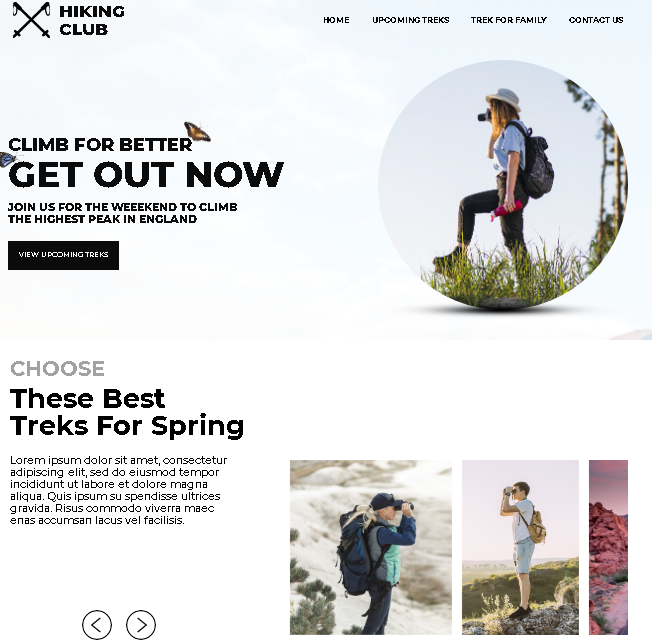 HIKING
CLUB
HOME UPCOMING TREKS TREK FOR FAMILY CONTACT US
CLIMB FOR BETTER
GET OUT NOW
JOIN US FOR THE WEEEKEND TO CLIMB
THE HIGHEST PEAK IN ENGLAND
VIEW UPCOMING TREKS
CHOOSE
These Best
Treks For Spring
Lorem ipsum dolor sit amet, consectetur
adipiscing elit, sed do eiusmod tempor
incididunt ut labore et dolore magna
aliqua. Quis ipsum su spendisse ultrices
gravida. Risus commodo viverra maec
enas accumsan lacus vel facilisis.